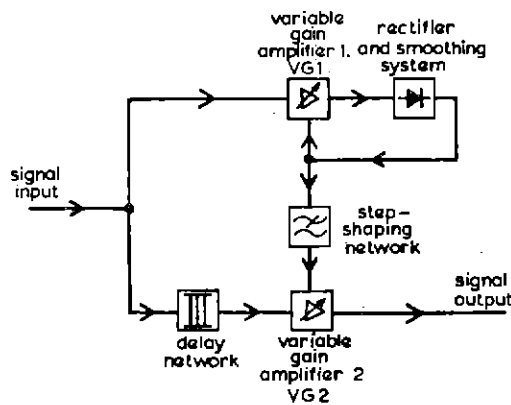 variable
gain
amplifier 1.
VG1
rectifier
and smoothing
system
signal
input
step-
shaping
network
signal
output
delay
network
variable
gain
amplifier 2
VG2